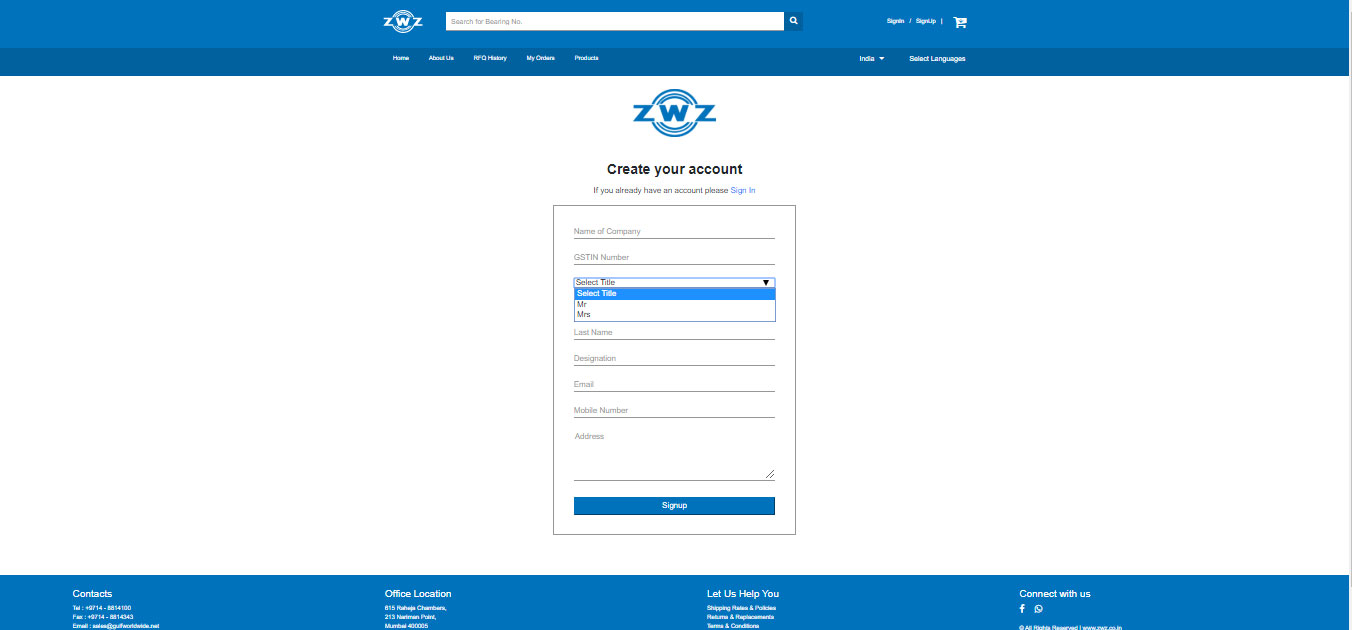 ZWZ
Search for Bearing No.
SignIn / SignUp |
Home About Us RFQ History My Orders Products India Select Languages
ZWZ
Create your account
If you already have an account please Sign In
Name of Company
GSTIN Number
Select Title
Select Title
Mr
Mrs
Last Name
Designation
Email
Mobile Number
Address
Signup
Contacts
Tel : +9714 - 8814100
Fax : +9714 - 8814343
Email : sales@gulfworldwide.net
Office Location
615 Raheja Chambers,
213 Nariman Point,
Mumbai 400005
Let Us Help You
Shipping Rates & Policies
Returns & Replacements
Terms & Conditions
Connect with us
© All Rights Reserved | www.zwz.co.in